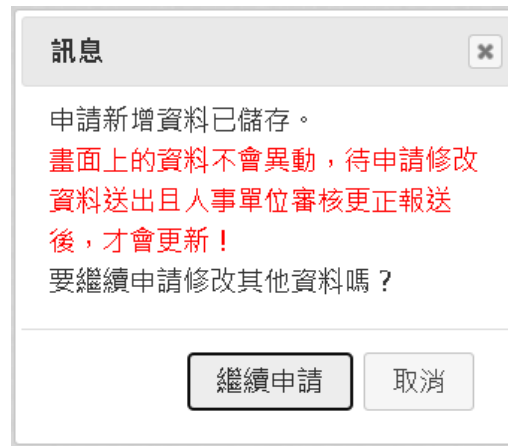 訊息
申請新增資料已儲存。
畫面上的資料不會異動，待申請修改
資料送出且人事單位審核更正報送
後，才會更新！
要繼續申請修改其他資料嗎？
繼續申請
取消